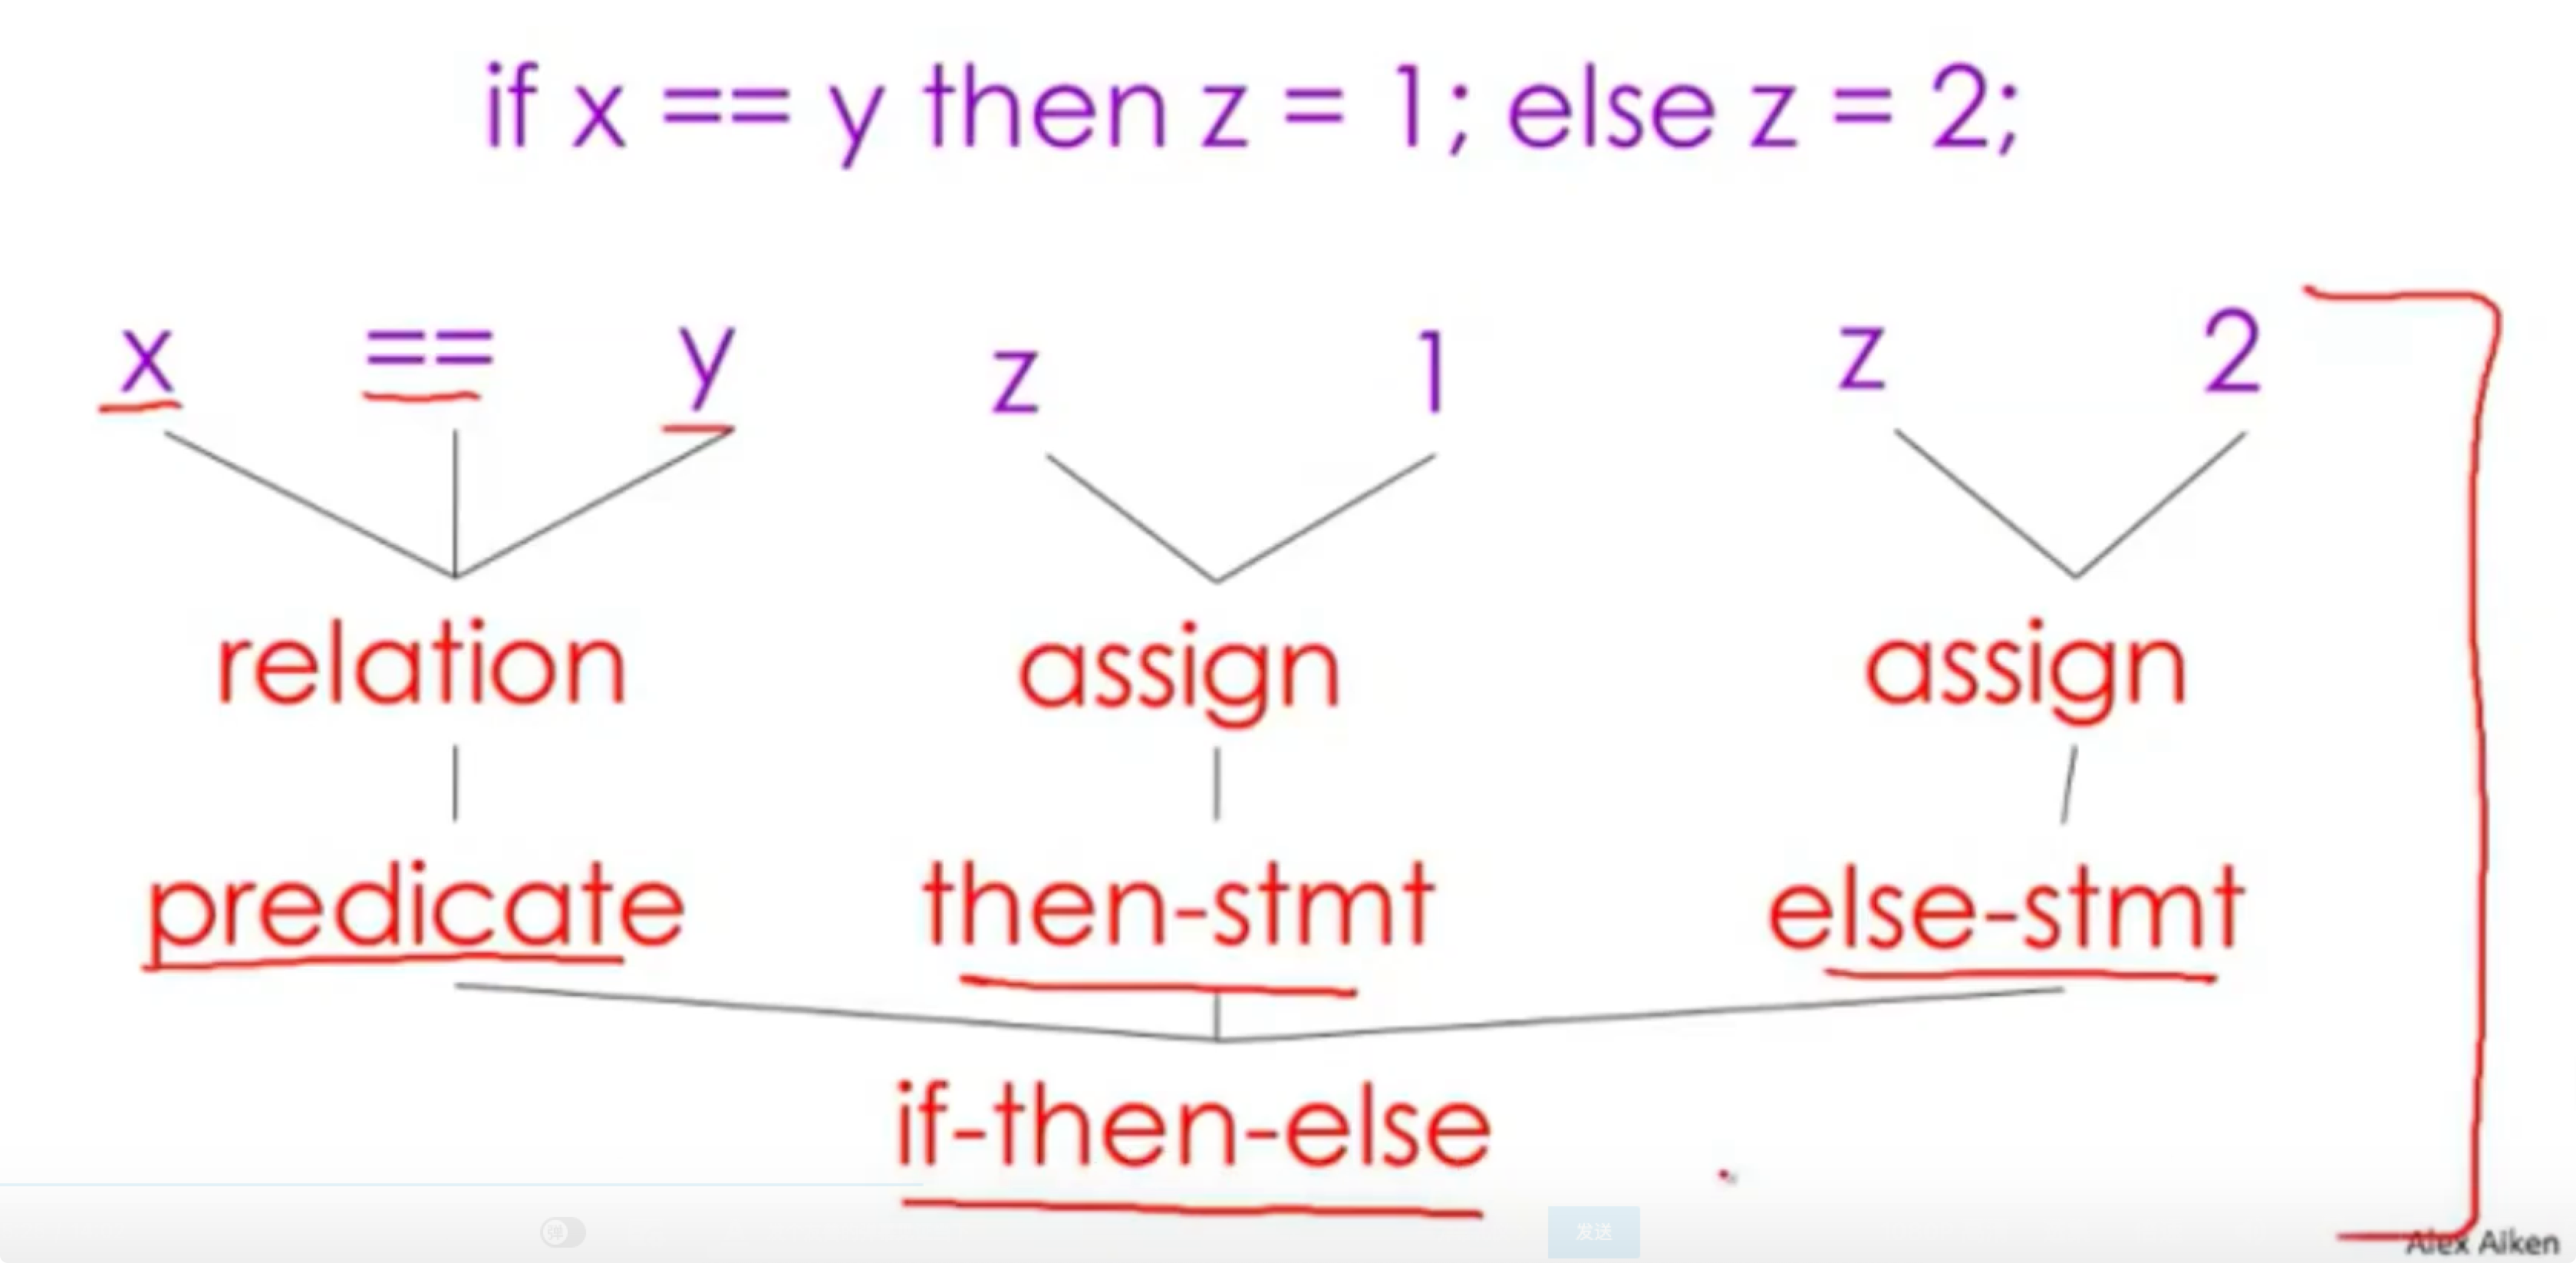 if x == y then z = 1; else z = 2;
x == y z 1 z 2
relation assign assign
predicate then-stmt else-stmt
if-then-else
弹 发送
Alex Aiken